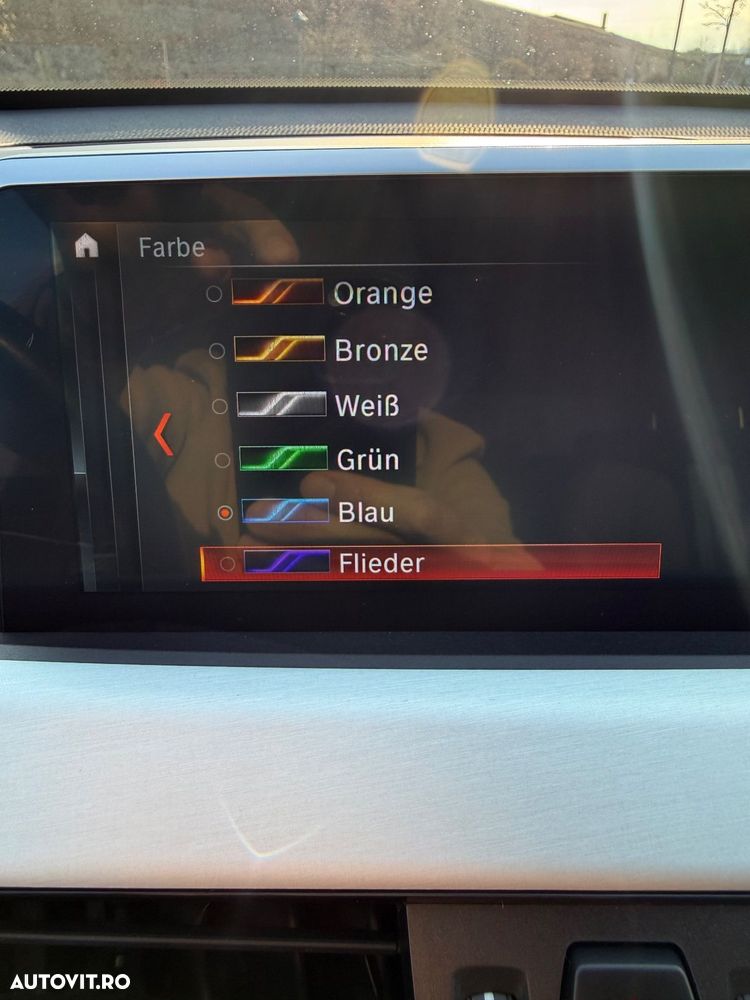 Farbe
Orange
Bronze
Weiß
Grün
Blau
Flieder
AUTOVIT.RO